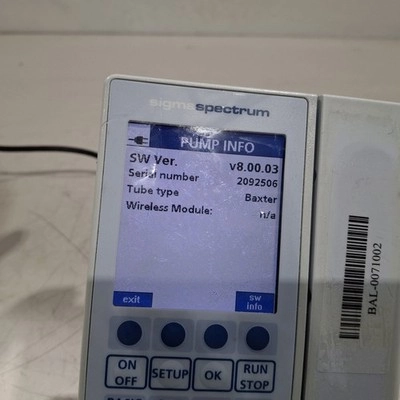 sigmaspectrum
PUMP INFO
SW Ver. v8.00.03
Serial number 2092506
Tube type Baxter
Wireless Module: n/a
exit
sw
info
ON
OFF
SETUP
OK
RUN
STOP
BAL-0071002